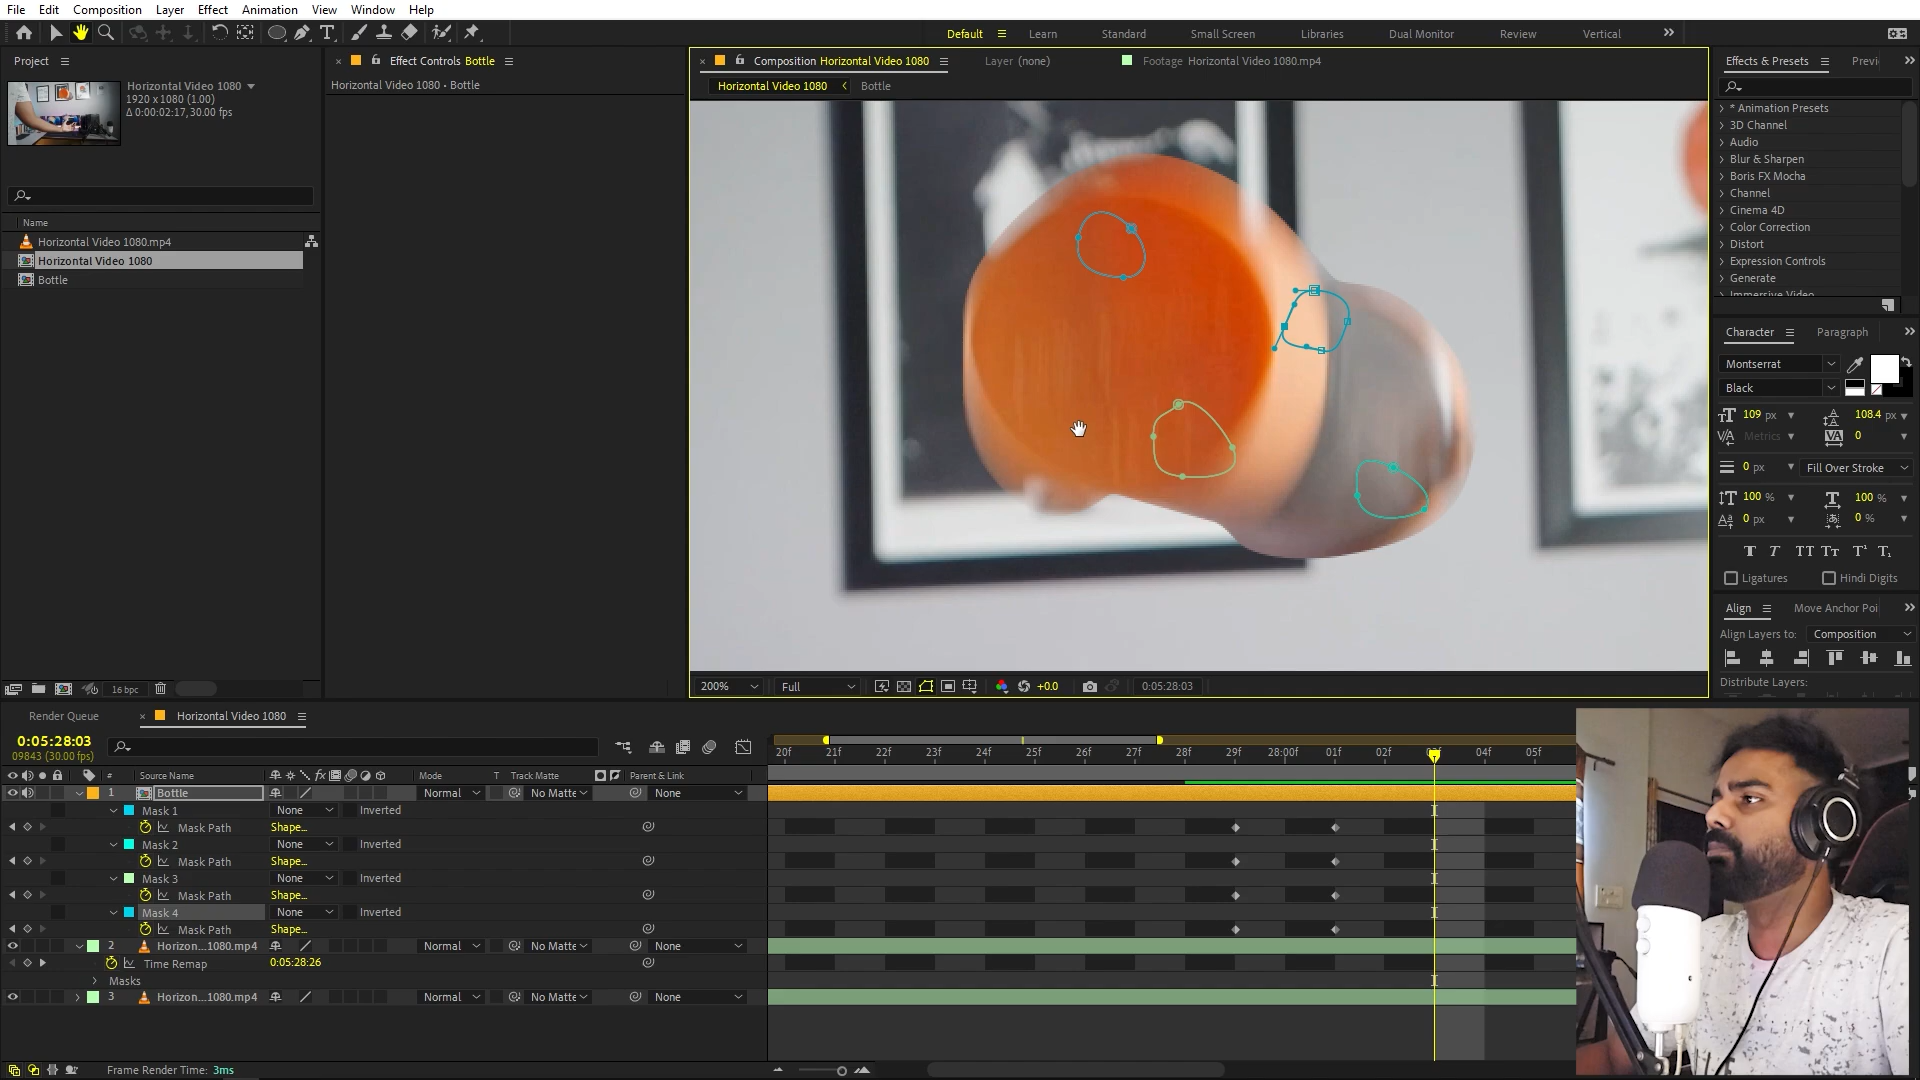 File Edit Composition Layer Effect Animation View Window Help
Default Learn Standard Small Screen Libraries Dual Monitor Review Vertical
Project
Horizontal Video 1080
1920 x 1080 (1.00)
Δ 0:00:02:17, 30.00 fps
Name
Horizontal Video 1080.mp4
Horizontal Video 1080
Bottle
16 bpc
Effect Controls Bottle
Horizontal Video 1080 • Bottle
Composition Horizontal Video 1080 Layer (none) Footage Horizontal Video 1080.mp4
Horizontal Video 1080 Bottle
200% Full +0.0 0:05:28:03
Effects & Presets Previ
* Animation Presets
3D Channel
Audio
Blur & Sharpen
Boris FX Mocha
Channel
Cinema 4D
Color Correction
Distort
Expression Controls
Generate
Immersive Video
Character Paragraph
Montserrat
Black
109 px 108.4 px
Metrics 0
0 px Fill Over Stroke
100 % 100 %
0 px 0 %
T T TT Tт T¹ T₁
Ligatures Hindi Digits
Align Move Anchor Poi
Align Layers to: Composition
Distribute Layers:
Render Queue Horizontal Video 1080
0:05:28:03
09843 (30.00 fps)
20f 21f 22f 23f 24f 25f 26f 27f 28f 29f 28:00f 01f 02f 03f 04f 05f
# Source Name fx Mode T Track Matte Parent & Link
1 Bottle Normal No Matte None
Mask 1 None Inverted
Mask Path Shape...
Mask 2 None Inverted
Mask Path Shape...
Mask 3 None Inverted
Mask Path Shape...
Mask 4 None Inverted
Mask Path Shape...
2 Horizon...1080.mp4 Normal No Matte None
Time Remap 0:05:28:26
Masks
3 Horizon...1080.mp4 Normal No Matte None
Frame Render Time: 3ms